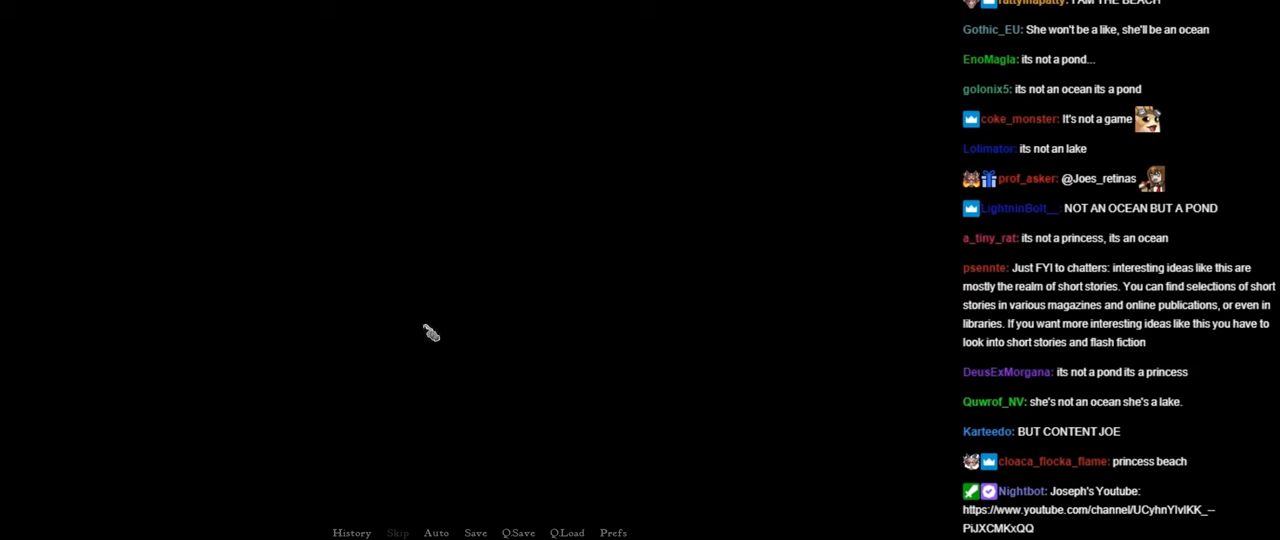 rattyinapatty: I AM THE BEACH
Gothic_EU: She won't be a like, she'll be an ocean
EnoMagla: its not a pond...
golonix5: its not an ocean its a pond
coke_monster: It's not a game
Lolimator: its not an lake
prof_asker: @Joes_retinas
LightninBolt__: NOT AN OCEAN BUT A POND
a_tiny_rat: its not a princess, its an ocean
psennte: Just FYI to chatters: interesting ideas like this are
mostly the realm of short stories. You can find selections of short
stories in various magazines and online publications, or even in
libraries. If you want more interesting ideas like this you have to
look into short stories and flash fiction
DeusExMorgana: its not a pond its a princess
Quwrof_NV: she's not an ocean she's a lake.
Karteedo: BUT CONTENT JOE
cloaca_flocka_flame: princess beach
Nightbot: Joseph's Youtube:
https://www.youtube.com/channel/UCyhnYIvlKK_--
PiJXCMKxQQ
History Skip Auto Save Q.Save Q.Load Prefs